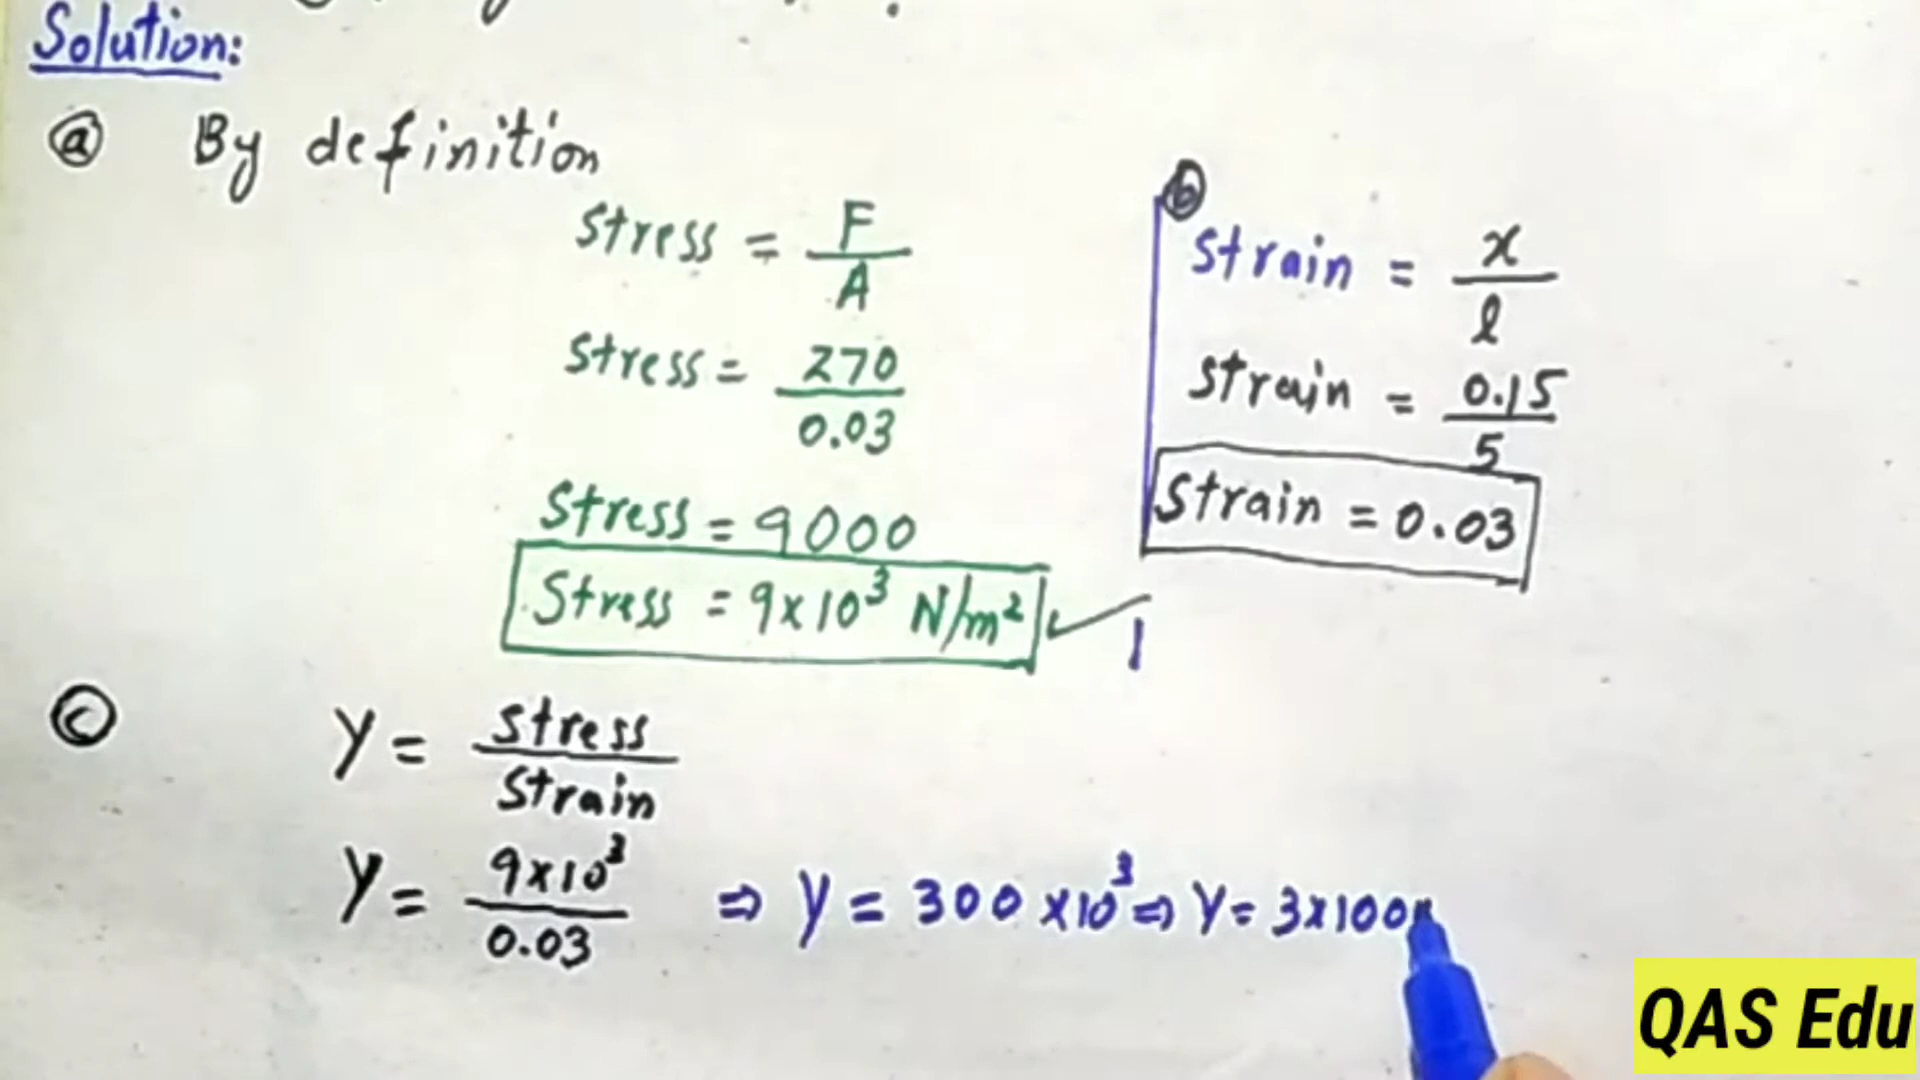 Solution:
ⓐ By definition
Stress = F/A
Stress = 270/0.03
Stress = 9000
Stress = 9×10³ N/m²
ⓑ
Strain = x/l
Strain = 0.15/5
Strain = 0.03
ⓒ Y = Stress/Strain
Y = 9×10³/0.03 ⇒ Y = 300×10³ ⇒ Y = 3×100
QAS Edu